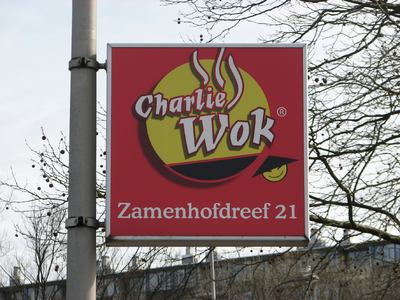 Charlie
Wok ®
Zamenhofdreef 21